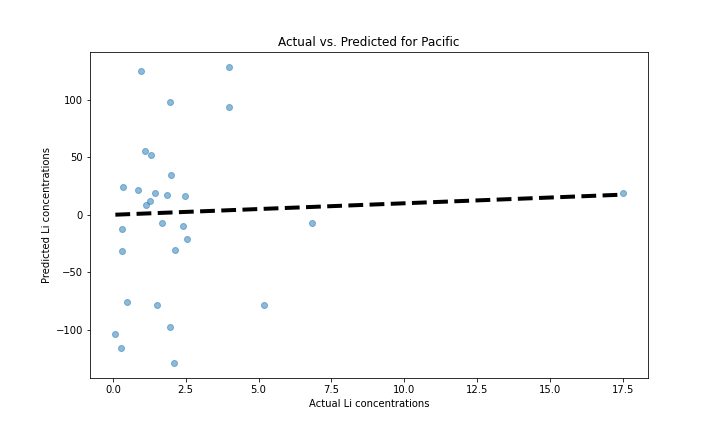 Actual vs. Predicted for Pacific
Predicted Li concentrations
100
50
0
−50
−100
0.0 2.5 5.0 7.5 10.0 12.5 15.0 17.5
Actual Li concentrations